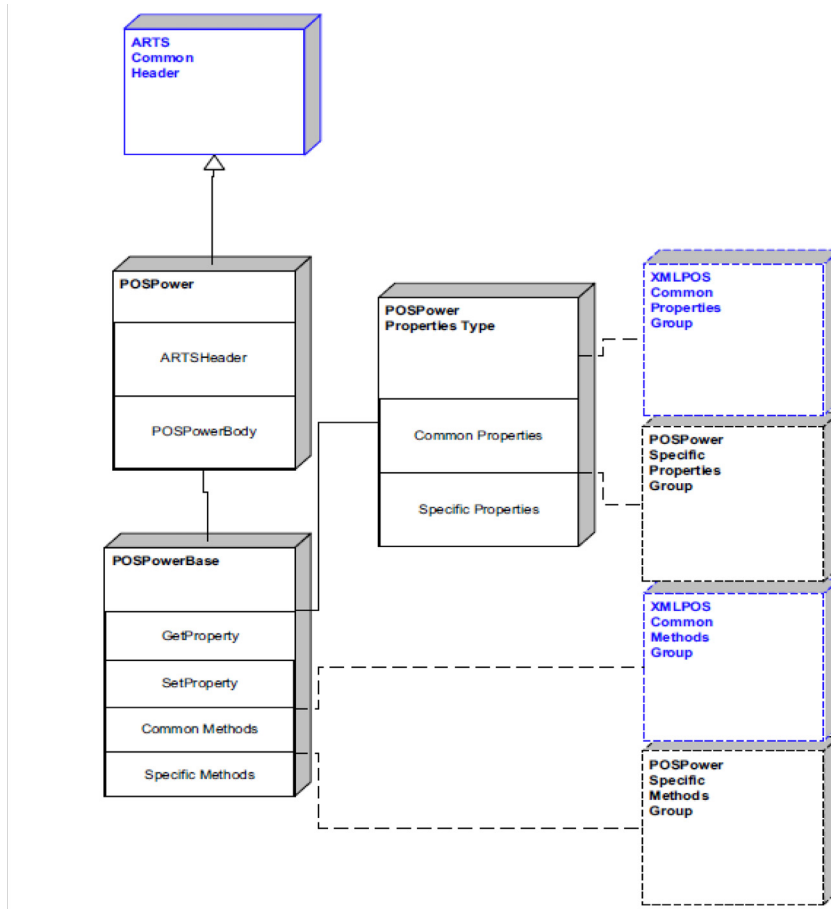 ARTS
Common
Header
POSPower
ARTSHeader
POSPowerBody
POSPower
Properties Type
Common Properties
Specific Properties
XMLPOS
Common
Properties
Group
POSPower
Specific
Properties
Group
POSPowerBase
GetProperty
SetProperty
Common Methods
Specific Methods
XMLPOS
Common
Methods
Group
POSPower
Specific
Methods
Group